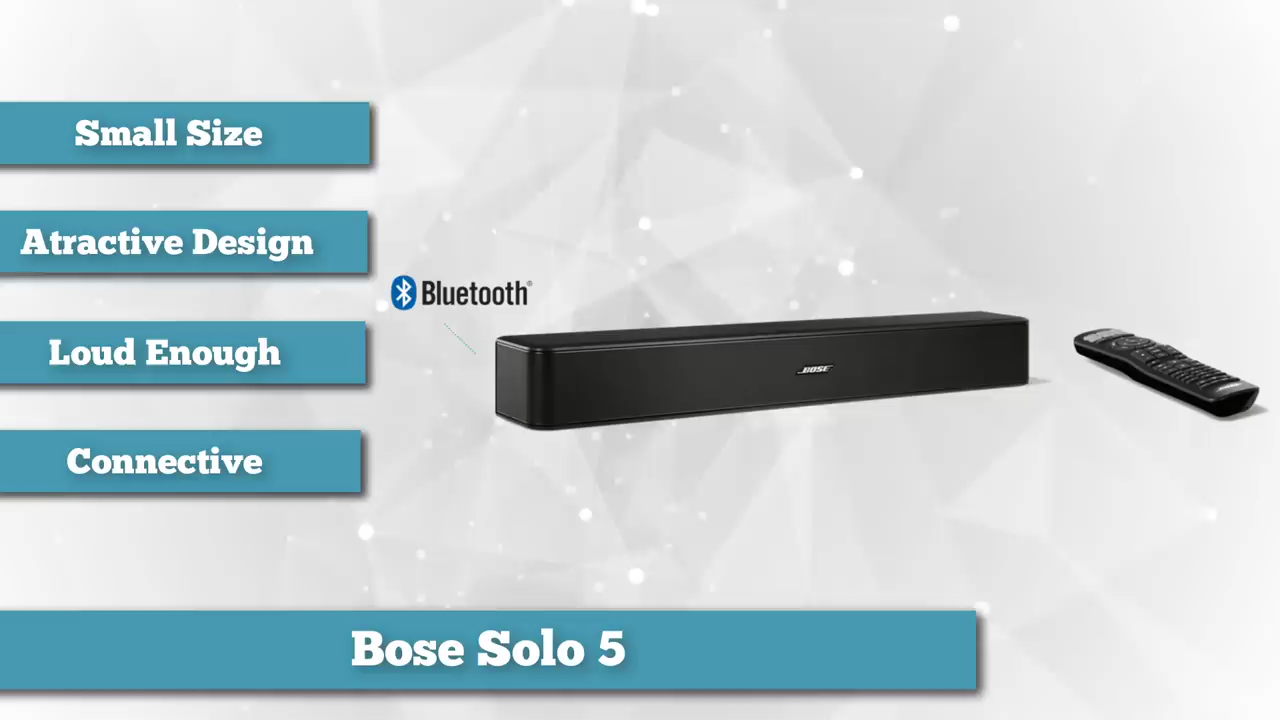 Small Size
Atractive Design
Loud Enough
Connective
Bluetooth®
BOSE
Bose Solo 5